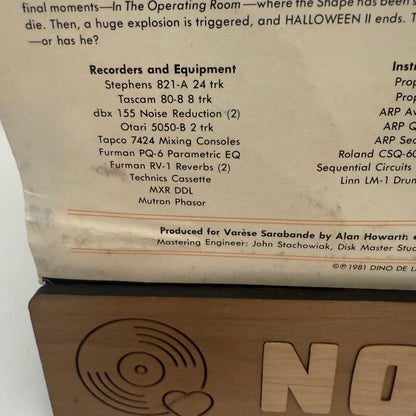 final moments—In The Operating Room—where the Shape has been
die. Then, a huge explosion is triggered, and HALLOWEEN II ends.
—or has he?
Recorders and Equipment
Stephens 821-A 24 trk
Tascam 80-8 8 trk
dbx 155 Noise Reduction (2)
Otari 5050-B 2 trk
Tapco 7424 Mixing Consoles
Furman PQ-6 Parametric EQ
Furman RV-1 Reverbs (2)
Technics Cassette
MXR DDL
Mutron Phasor
Inst
Prop
Prop
ARP Av
ARP Q
ARP Sec
Roland CSQ-60
Sequential Circuits
Linn LM-1 Drum
Produced for Varèse Sarabande by Alan Howarth
Mastering Engineer: John Stachowiak, Disk Master Stud
©℗1981 DINO DE L
NO